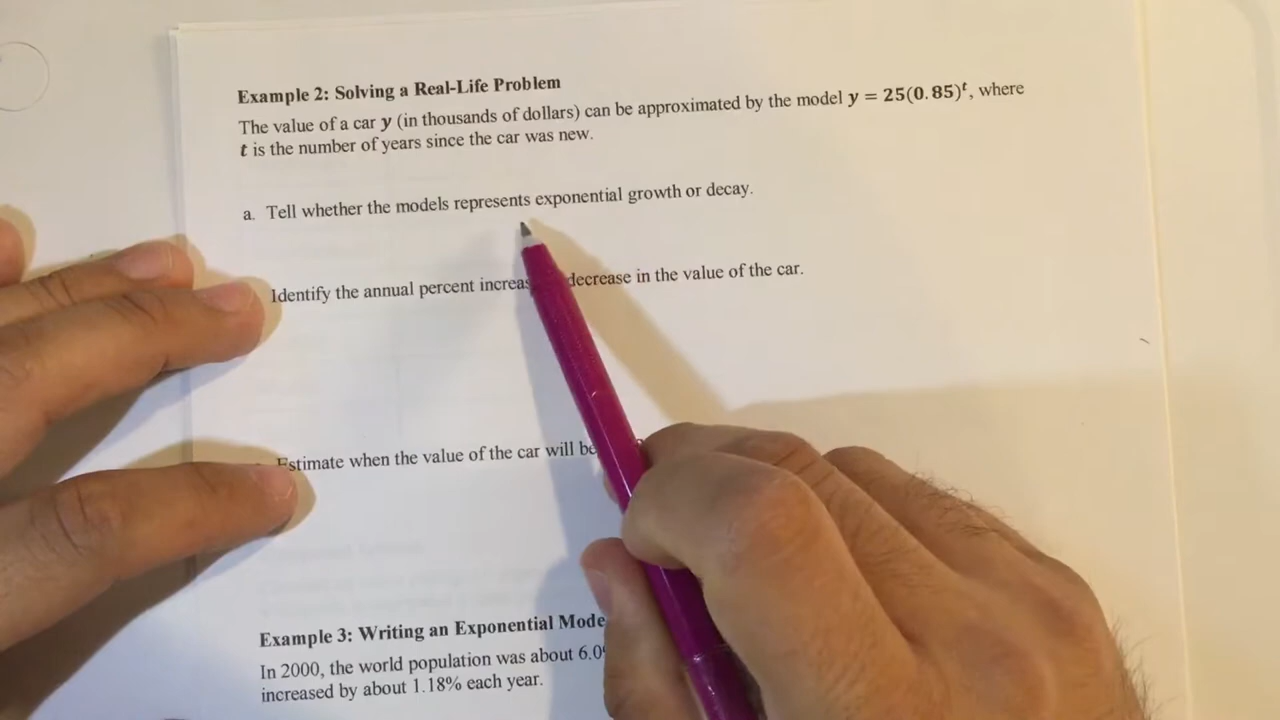 Example 2: Solving a Real-Life Problem
The value of a car y (in thousands of dollars) can be approximated by the model y = 25(0.85)^t, where
t is the number of years since the car was new.
a. Tell whether the models represents exponential growth or decay.
Identify the annual percent decrease in the value of the car.
Estimate when the value of the car will be
Example 3: Writing an Exponential
In 2000, the world population was about 6.0
increased by about 1.18% each year.